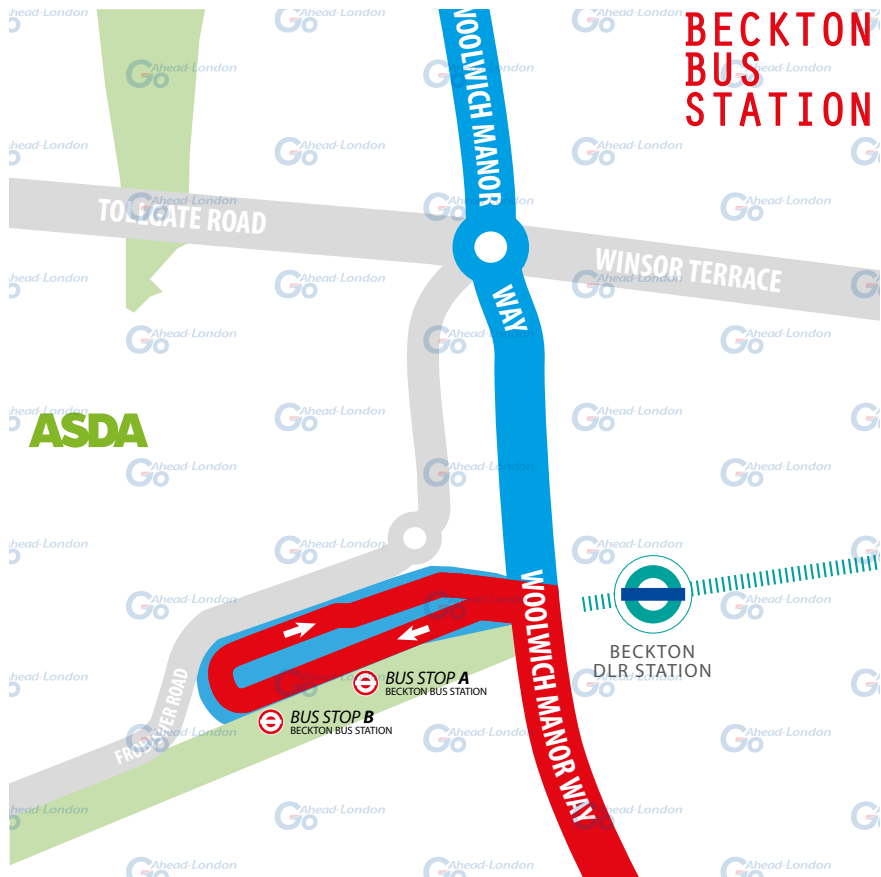 BECKTON
BUS
STATION
WOOLWICH MANOR
TOLLGATE ROAD
WINSOR TERRACE
WAY
ASDA
WOOLWICH MANOR WAY
BECKTON
DLR STATION
BUS STOP A
BECKTON BUS STATION
BUS STOP B
BECKTON BUS STATION
FROBISHER ROAD
Go Ahead-London